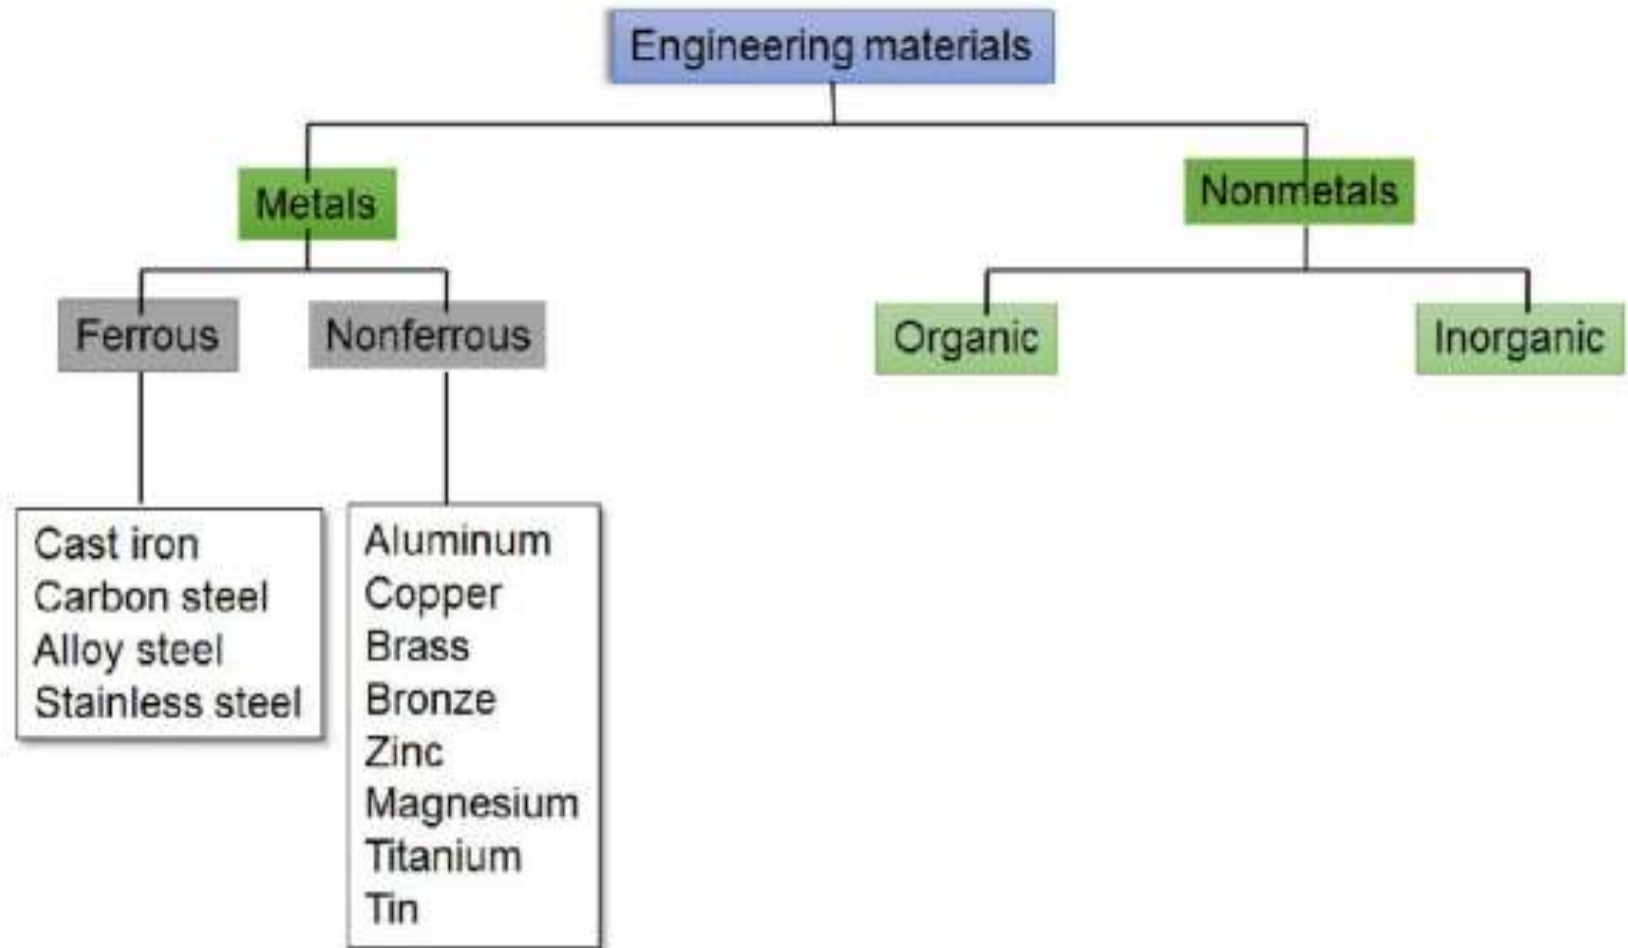 Engineering materials
Metals
Nonmetals
Ferrous
Nonferrous
Organic
Inorganic
Cast iron
Carbon steel
Alloy steel
Stainless steel
Aluminum
Copper
Brass
Bronze
Zinc
Magnesium
Titanium
Tin